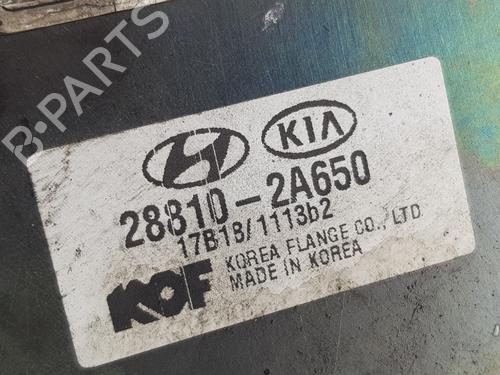 B-PARTS
KIA
28810-2A650
17B18/1113b2
KOF
KOREA FLANGE CO., LTD
MADE IN KOREA